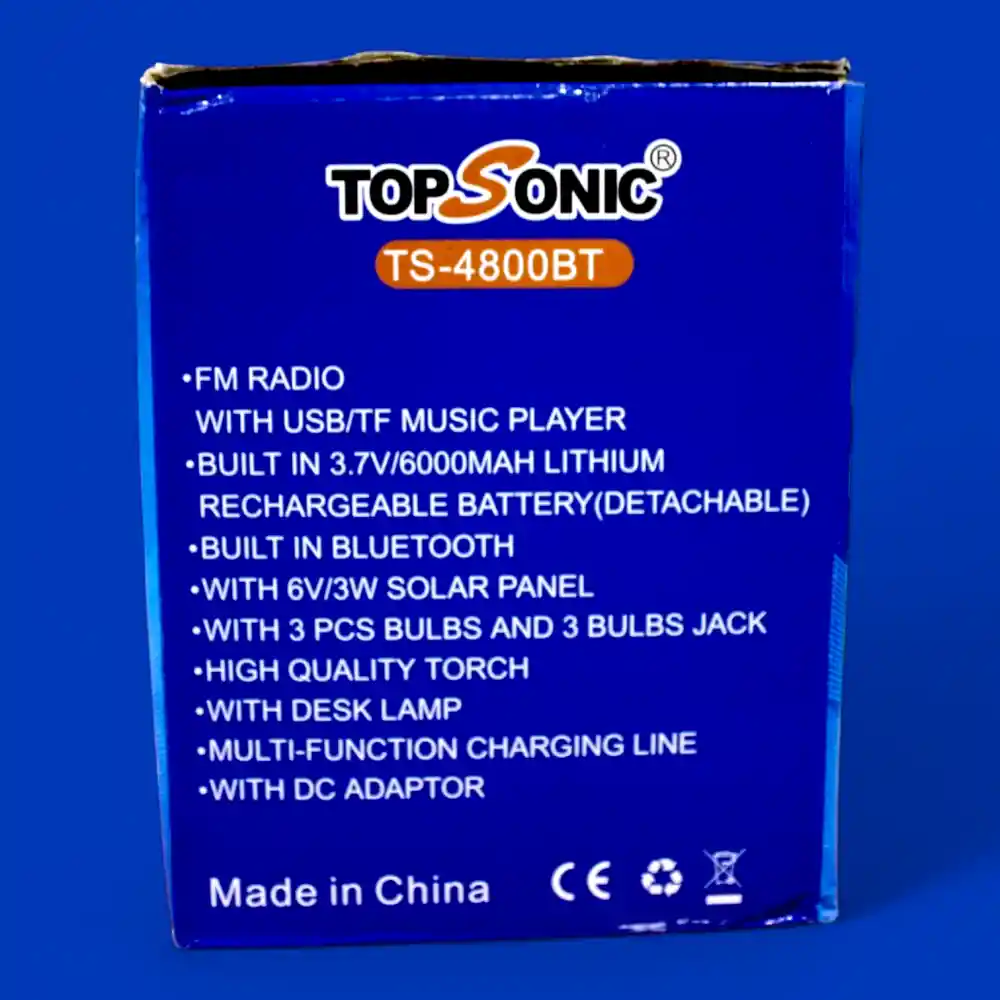 TOPSONIC®
TS-4800BT
•FM RADIO
WITH USB/TF MUSIC PLAYER
•BUILT IN 3.7V/6000MAH LITHIUM
RECHARGEABLE BATTERY(DETACHABLE)
•BUILT IN BLUETOOTH
•WITH 6V/3W SOLAR PANEL
•WITH 3 PCS BULBS AND 3 BULBS JACK
•HIGH QUALITY TORCH
•WITH DESK LAMP
•MULTI-FUNCTION CHARGING LINE
•WITH DC ADAPTOR
Made in China CE